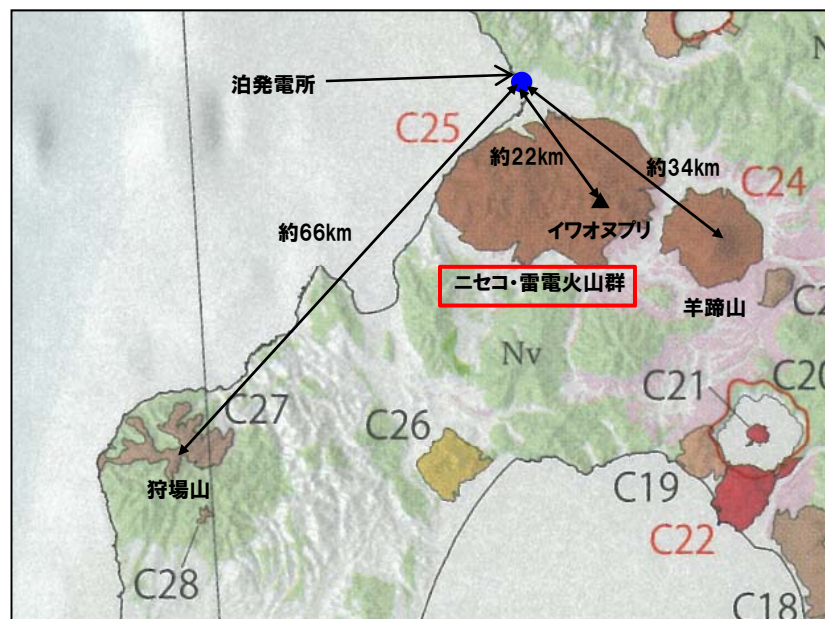 泊発電所
C25
約22km
約34km
C24
イワオヌプリ
約66km
ニセコ・雷電火山群
羊蹄山
Nv
C21
C20
C27
C26
狩場山
C19
C22
C28
C18